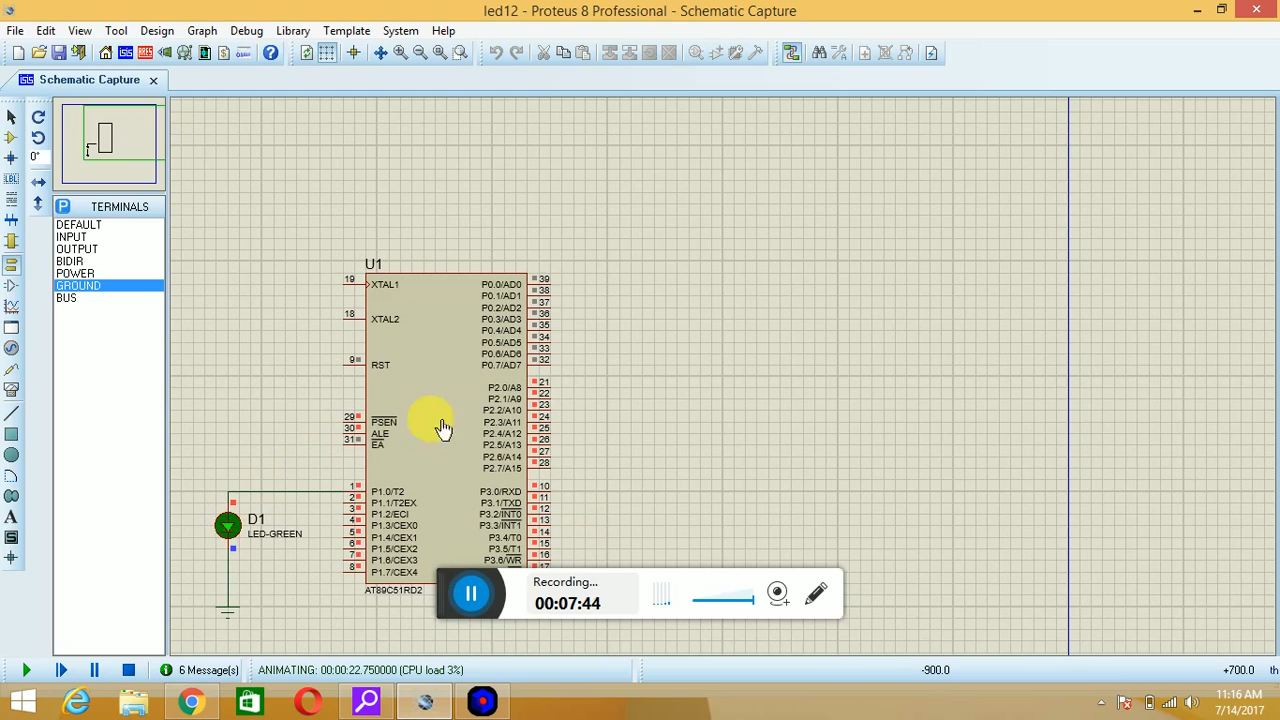 led12 - Proteus 8 Professional - Schematic Capture
File Edit View Tool Design Graph Debug Library Template System Help
Schematic Capture
0°
LBL
P TERMINALS
DEFAULT
INPUT
OUTPUT
BIDIR
POWER
GROUND
BUS
A
U1
19 XTAL1
18 XTAL2
9 RST
29 PSEN
30 ALE
31 EA
1 P1.0/T2
2 P1.1/T2EX
3 P1.2/ECI
4 P1.3/CEX0
5 P1.4/CEX1
6 P1.5/CEX2
7 P1.6/CEX3
8 P1.7/CEX4
P0.0/AD0 39
P0.1/AD1 38
P0.2/AD2 37
P0.3/AD3 36
P0.4/AD4 35
P0.5/AD5 34
P0.6/AD6 33
P0.7/AD7 32
P2.0/A8 21
P2.1/A9 22
P2.2/A10 23
P2.3/A11 24
P2.4/A12 25
P2.5/A13 26
P2.6/A14 27
P2.7/A15 28
P3.0/RXD 10
P3.1/TXD 11
P3.2/INT0 12
P3.3/INT1 13
P3.4/T0 14
P3.5/T1 15
P3.6/WR 16
17
AT89C51RD2
D1
LED-GREEN
Recording...
00:07:44
6 Message(s) ANIMATING: 00:00:22.750000 (CPU load 3%) -900.0 +700.0 th
11:16 AM
7/14/2017